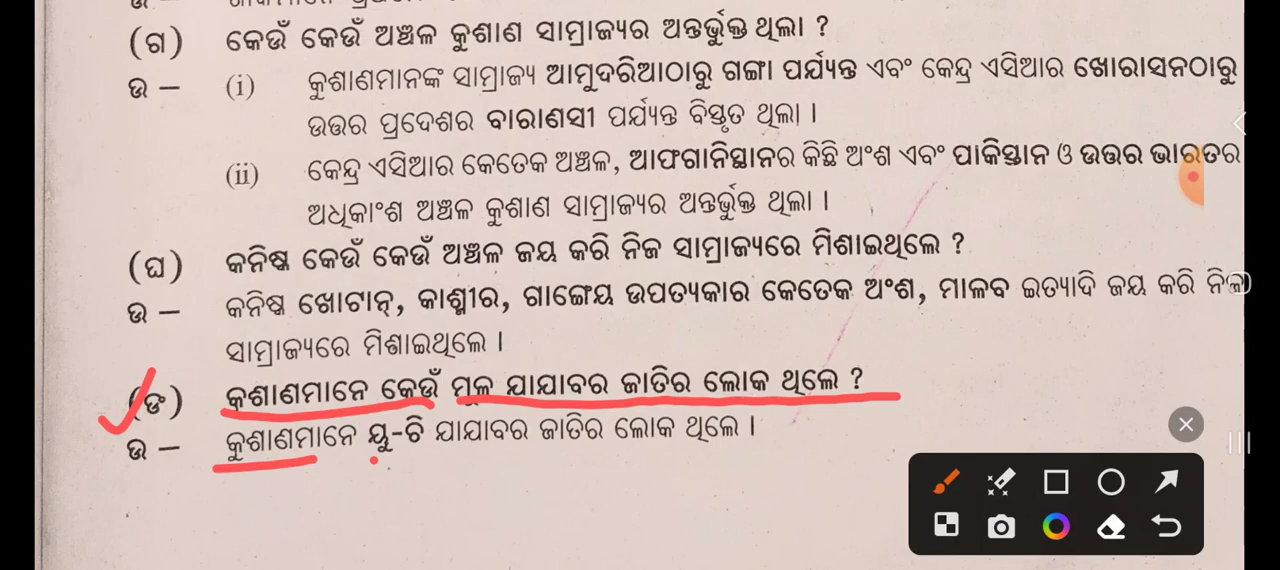 (ଗ) କେଉଁ କେଉଁ ଅଞ୍ଚଳ କୁଶାଣ ସାମ୍ରାଜ୍ୟର ଅନ୍ତର୍ଭୁକ୍ତ ଥିଲା ?
ଉ – (i) କୁଶାଣମାନଙ୍କ ସାମ୍ରାଜ୍ୟ ଆମୁଦରିଆଠାରୁ ଗଙ୍ଗା ପର୍ଯ୍ୟନ୍ତ ଏବଂ କେନ୍ଦ୍ର ଏସିଆର ଖୋରାସନଠାରୁ
ଉତ୍ତର ପ୍ରଦେଶର ବାରାଣସୀ ପର୍ଯ୍ୟନ୍ତ ବିସ୍ତୃତ ଥିଲା ।
(ii) କେନ୍ଦ୍ର ଏସିଆର କେତେକ ଅଞ୍ଚଳ, ଆଫଗାନିସ୍ଥାନର କିଛି ଅଂଶ ଏବଂ ପାକିସ୍ତାନ ଓ ଉତ୍ତର ଭାରତର
ଅଧିକାଂଶ ଅଞ୍ଚଳ କୁଶାଣ ସାମ୍ରାଜ୍ୟର ଅନ୍ତର୍ଭୁକ୍ତ ଥିଲା ।
(ଘ) କନିଷ୍କ କେଉଁ କେଉଁ ଅଞ୍ଚଳ ଜୟ କରି ନିଜ ସାମ୍ରାଜ୍ୟରେ ମିଶାଇଥିଲେ ?
ଉ – କନିଷ୍କ ଖୋଟାନ୍, କାଶ୍ମୀର, ଗାଙ୍ଗେୟ ଉପତ୍ୟକାର କେତେକ ଅଂଶ, ମାଳବ ଇତ୍ୟାଦି ଜୟ କରି ନିଜ
ସାମ୍ରାଜ୍ୟରେ ମିଶାଇଥିଲେ ।
(ଙ) କୁଶାଣମାନେ କେଉଁ ମୂଳ ଯାଯାବର ଜାତିର ଲୋକ ଥିଲେ ?
ଉ – କୁଶାଣମାନେ ୟୁ-ଚି ଯାଯାବର ଜାତିର ଲୋକ ଥିଲେ ।